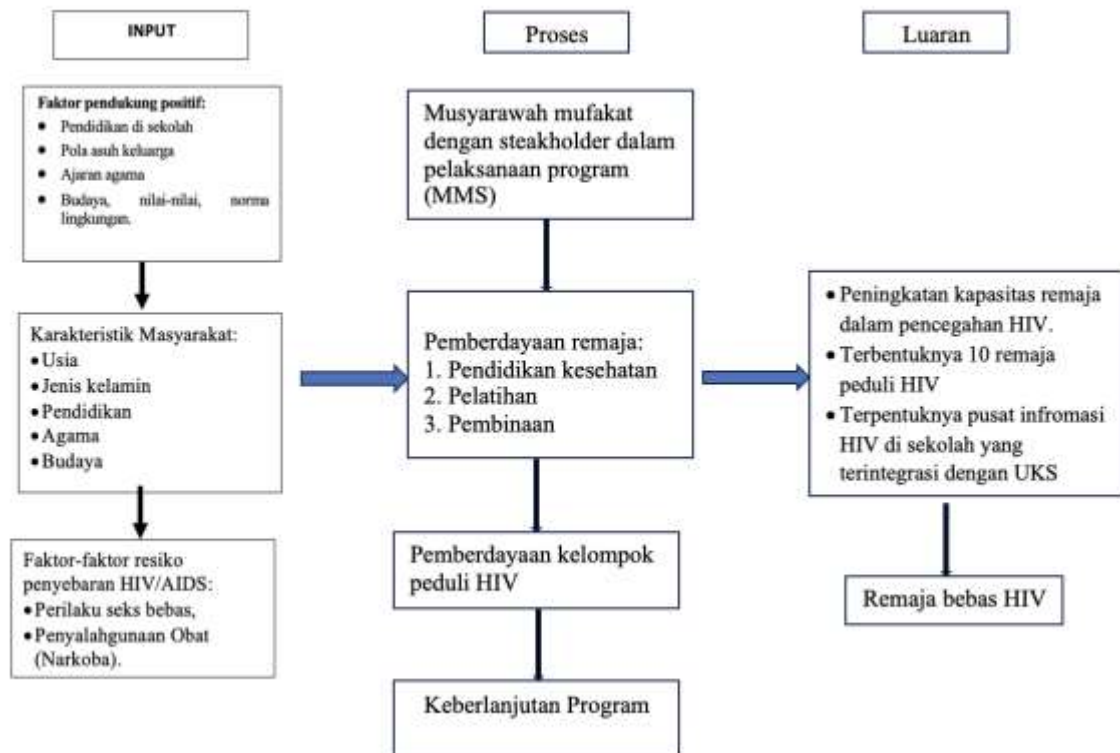 INPUT
Faktor pendukung positif:
• Pendidikan di sekolah
• Pola asuh keluarga
• Ajaran agama
• Budaya, nilai-nilai, norma
lingkungan.
Karakteristik Masyarakat:
• Usia
• Jenis kelamin
• Pendidikan
• Agama
• Budaya
Faktor-faktor resiko
penyebaran HIV/AIDS:
• Perilaku seks bebas,
• Penyalahgunaan Obat
(Narkoba).
Proses
Musyarawah mufakat
dengan steakholder dalam
pelaksanaan program
(MMS)
Pemberdayaan remaja:
1. Pendidikan kesehatan
2. Pelatihan
3. Pembinaan
Pemberdayaan kelompok
peduli HIV
Keberlanjutan Program
Luaran
• Peningkatan kapasitas remaja
dalam pencegahan HIV.
• Terbentuknya 10 remaja
peduli HIV
• Terpentuknya pusat infromasi
HIV di sekolah yang
terintegrasi dengan UKS
Remaja bebas HIV